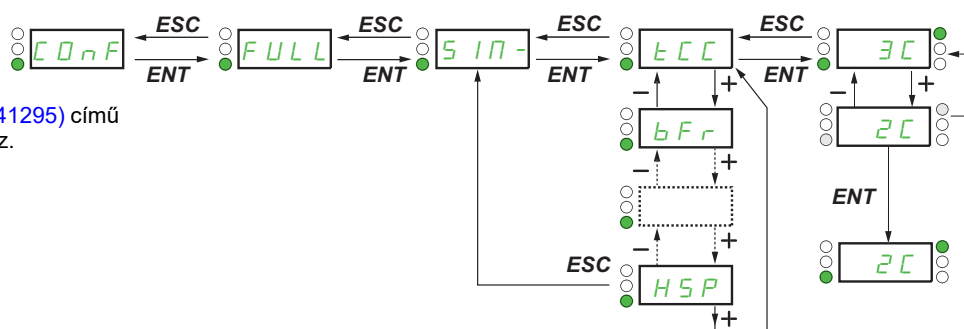 ESC ESC ESC ESC
COnF FULL SIM- tCC 3C
ENT ENT ENT ENT
41295) című
z.
- +
- +
bFr 2C
- +
ENT
- +
ESC
HSP 2C
+